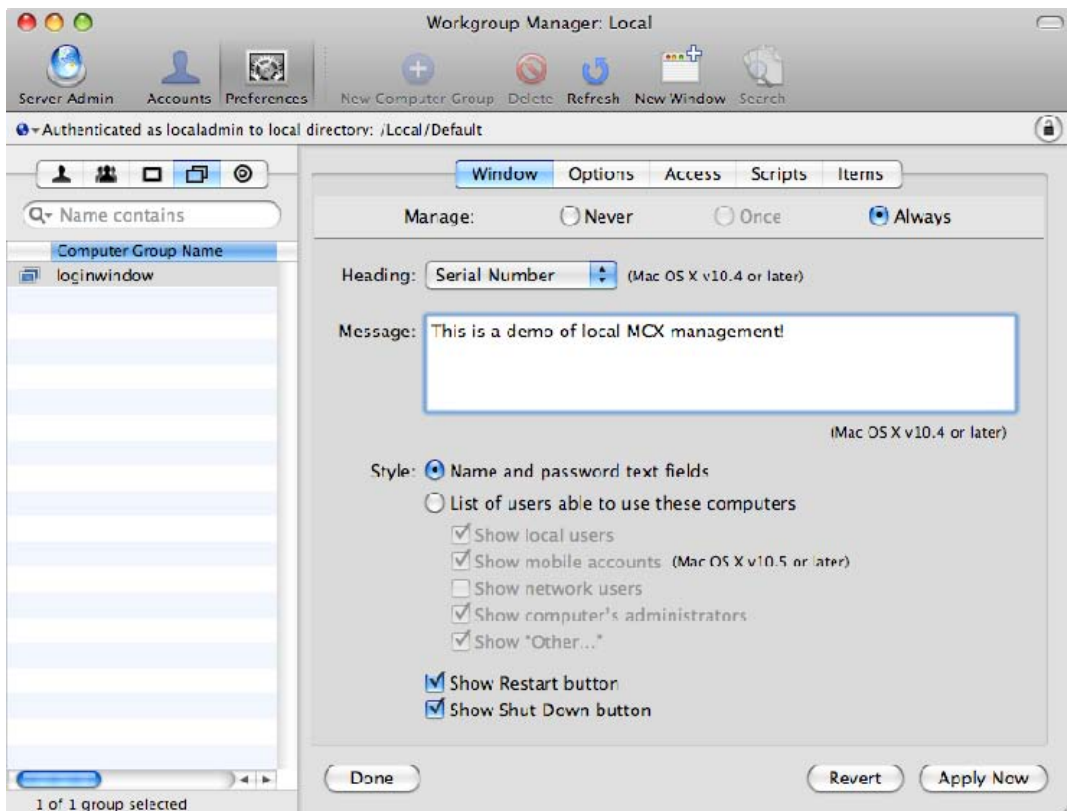 Workgroup Manager: Local
Server Admin Accounts Preferences New Computer Group Delete Refresh New Window Search
Authenticated as localadmin to local directory: /Local/Default
Window Options Access Scripts Items
Name contains
Manage: Never Once Always
Computer Group Name
loginwindow
Heading: Serial Number (Mac OS X v10.4 or later)
Message: This is a demo of local MCX management!
(Mac OS X v10.4 or later)
Style: Name and password text fields
List of users able to use these computers
Show local users
Show mobile accounts (Mac OS X v10.5 or later)
Show network users
Show computer's administrators
Show "Other..."
Show Restart button
Show Shut Down button
Done Revert Apply Now
1 of 1 group selected